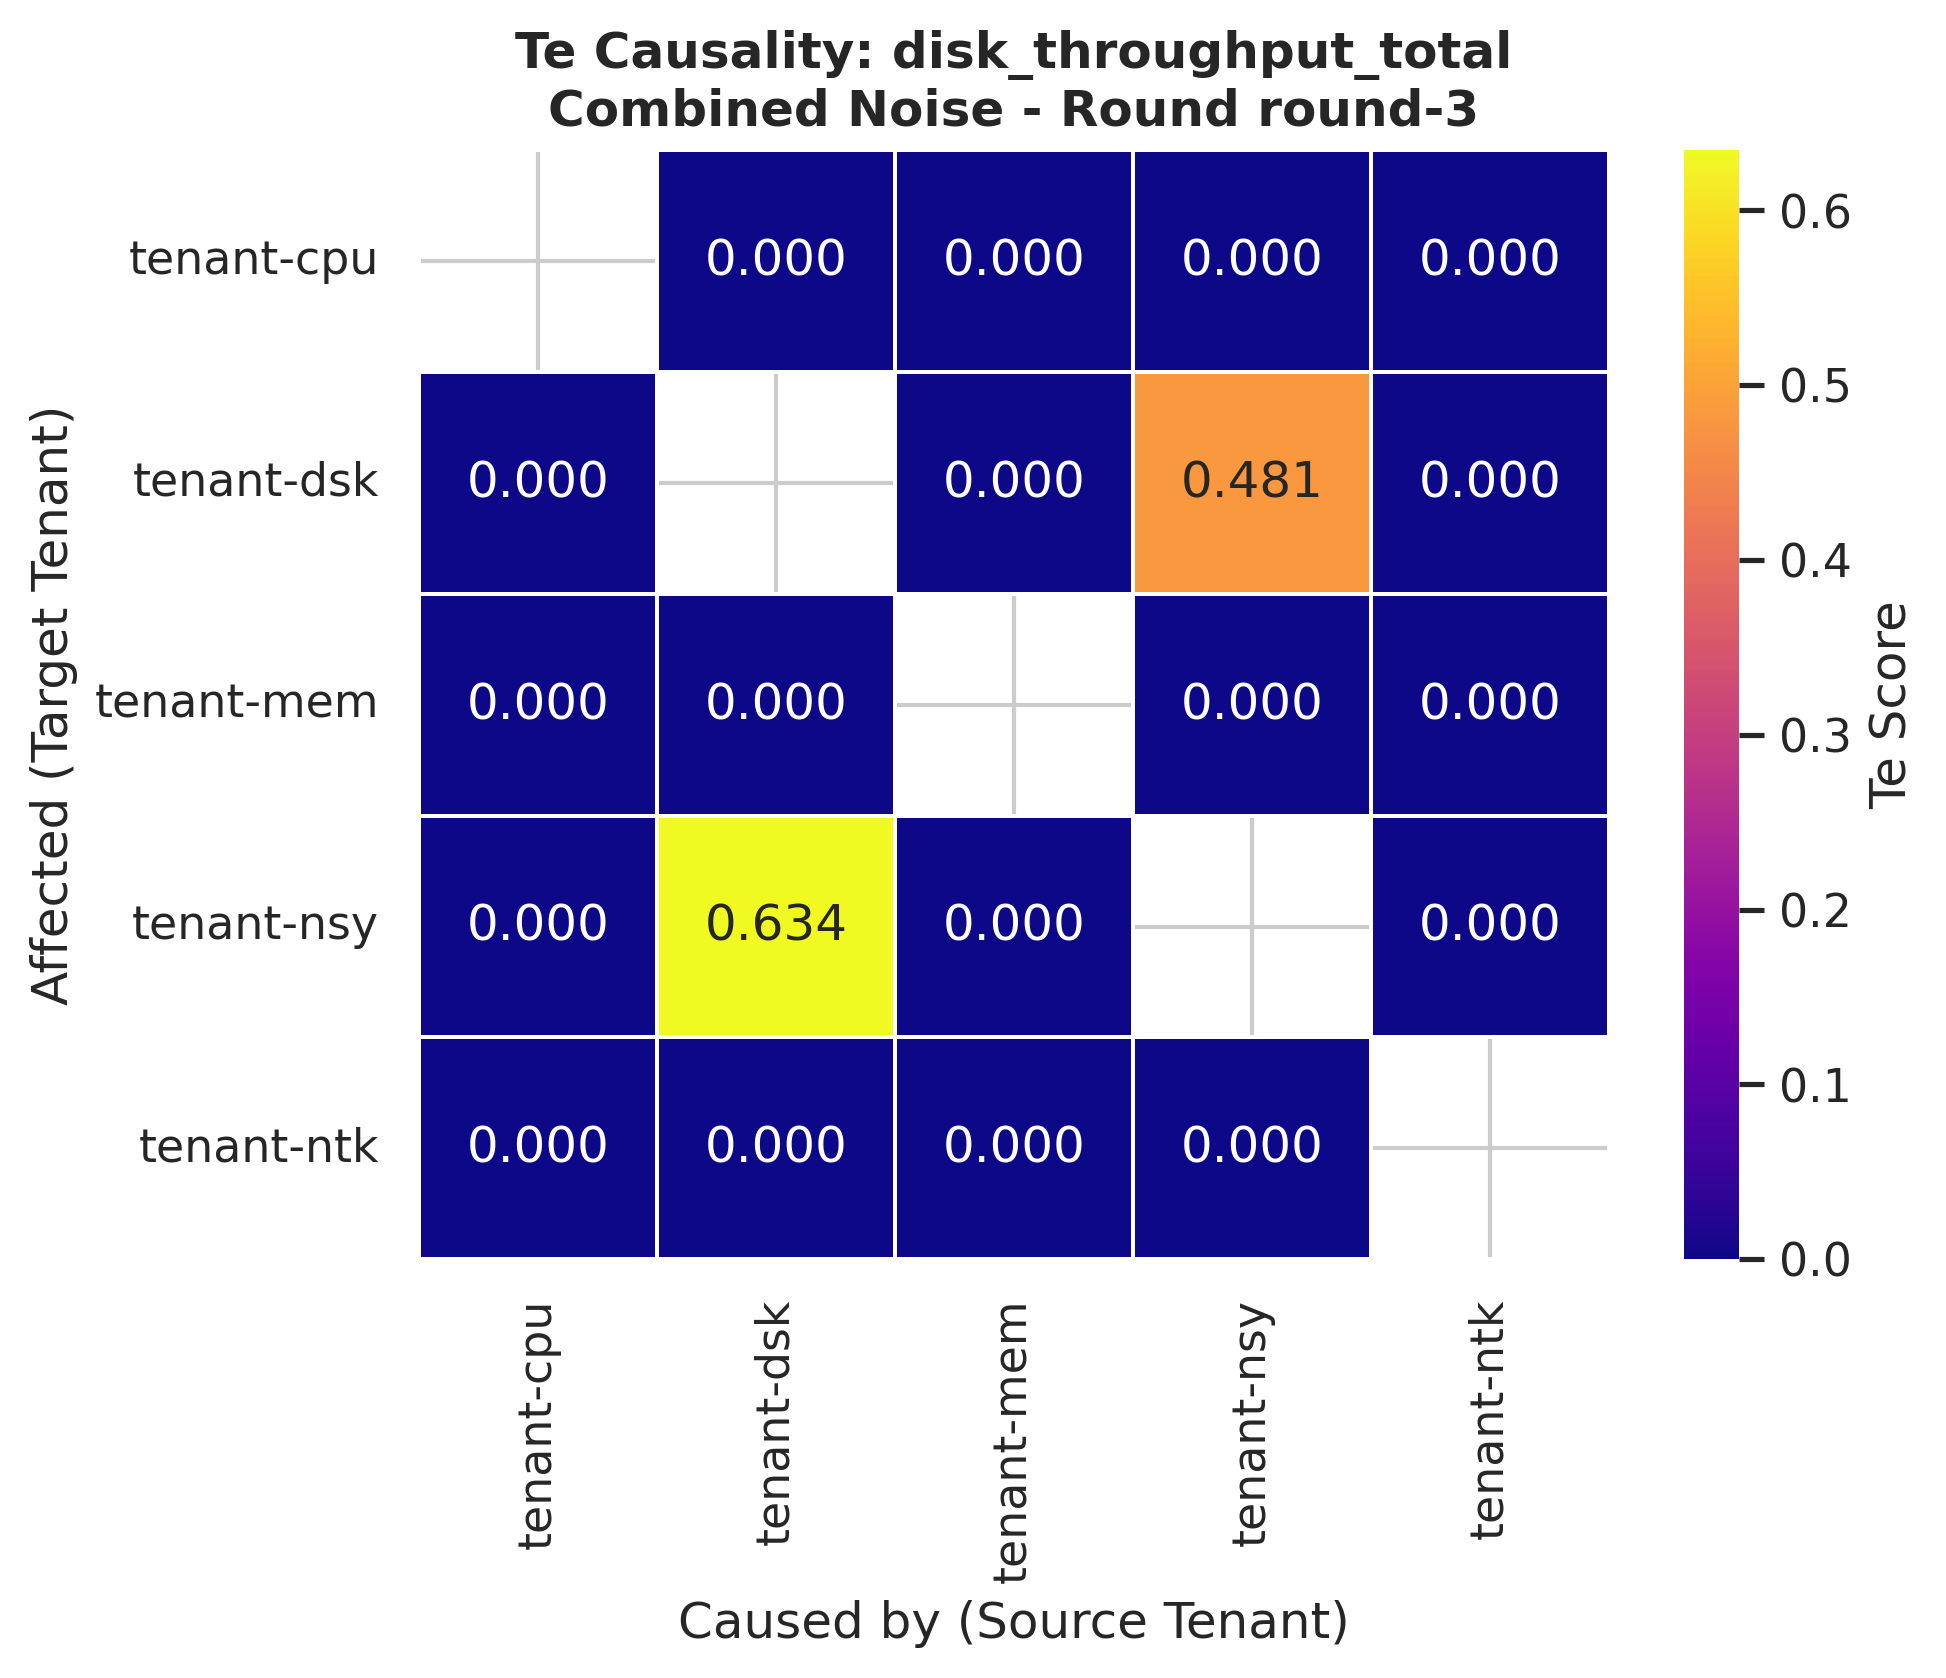 Te Causality: disk_throughput_total
Combined Noise - Round round-3
tenant-cpu
0.000 0.000 0.000 0.000
tenant-dsk
0.000 0.000 0.481 0.000
tenant-mem
0.000 0.000 0.000 0.000
tenant-nsy
0.000 0.634 0.000 0.000
tenant-ntk
0.000 0.000 0.000 0.000
Affected (Target Tenant)
tenant-cpu
tenant-dsk
tenant-mem
tenant-nsy
tenant-ntk
Caused by (Source Tenant)
0.6
0.5
0.4
0.3
0.2
0.1
0.0
Te Score